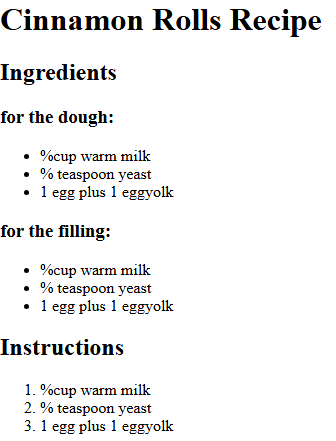 Cinnamon Rolls Recipe
Ingredients
for the dough:
• %cup warm milk
• % teaspoon yeast
• 1 egg plus 1 eggyolk
for the filling:
• %cup warm milk
• % teaspoon yeast
• 1 egg plus 1 eggyolk
Instructions
1. %cup warm milk
2. % teaspoon yeast
3. 1 egg plus 1 eggyolk